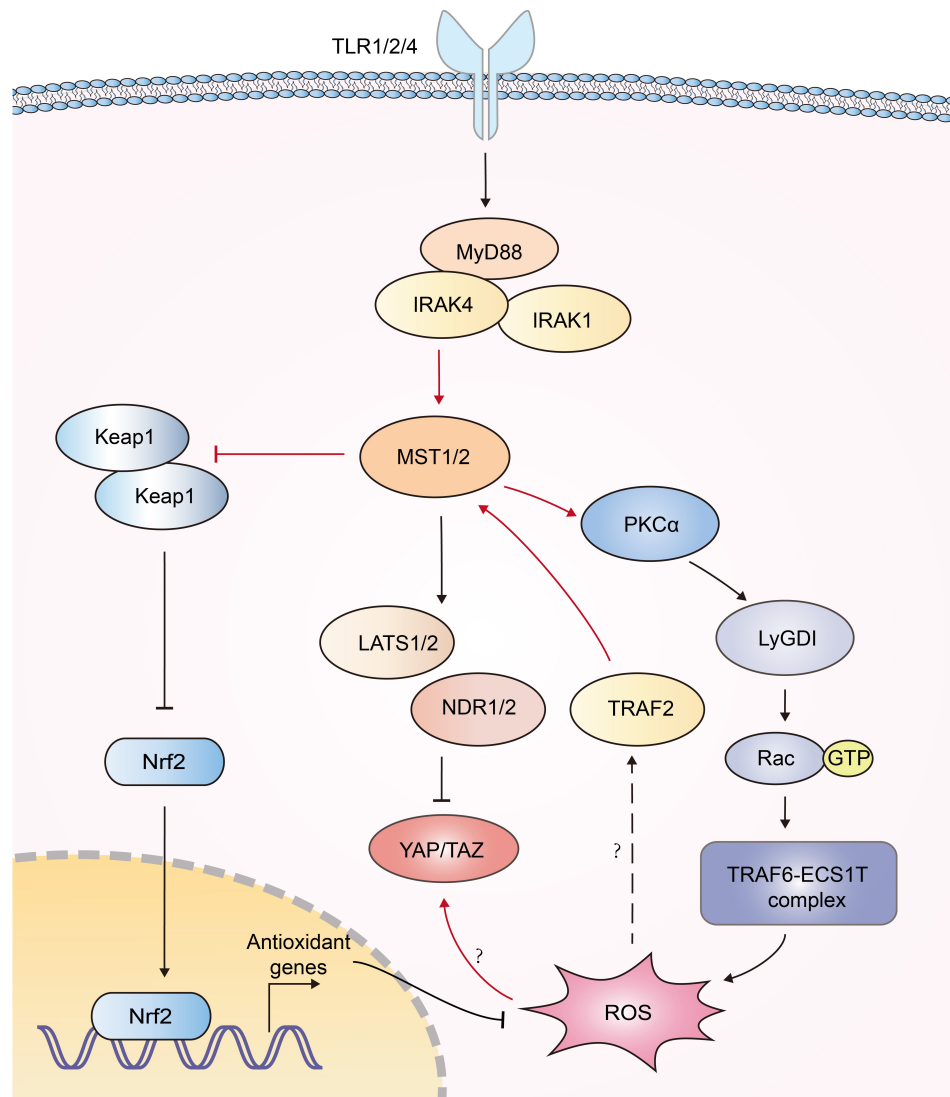 TLR1/2/4
MyD88
IRAK4
IRAK1
Keap1
MST1/2
Keap1
PKCα
LATS1/2
LyGDI
NDR1/2
TRAF2
Nrf2
Rac
GTP
YAP/TAZ
?
TRAF6-ECS1T
complex
Antioxidant
genes
?
Nrf2
ROS